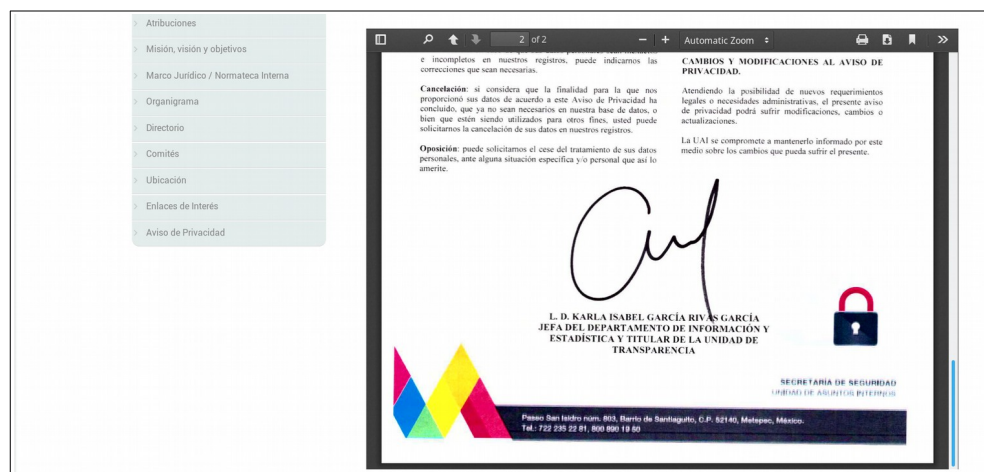 Atribuciones
Misión, visión y objetivos
Marco Jurídico / Normateca Interna
Organigrama
Directorio
Comités
Ubicación
Enlaces de Interés
Aviso de Privacidad
2 of 2
Automatic Zoom
e incompletos en nuestros registros, puede indicarnos las
correcciones que sean necesarias.
Cancelación: si considera que la finalidad para la que nos
proporcionó sus datos de acuerdo a este Aviso de Privacidad ha
concluido, que ya no sean necesarios en nuestra base de datos, o
bien que estén siendo utilizados para otros fines, usted puede
solicitarnos la cancelación de sus datos en nuestros registros.
Oposición: puede solicitarnos el cese del tratamiento de sus datos
personales, ante alguna situación específica y/o personal que así lo
amerite.
CAMBIOS Y MODIFICACIONES AL AVISO DE
PRIVACIDAD.
Atendiendo la posibilidad de nuevos requerimientos
legales o necesidades administrativas, el presente aviso
de privacidad podrá sufrir modificaciones, cambios o
actualizaciones.
La UAI se compromete a mantenerlo informado por este
medio sobre los cambios que pueda sufrir el presente.
L. D. KARLA ISABEL GARCÍA RIVAS GARCÍA
JEFA DEL DEPARTAMENTO DE INFORMACIÓN Y
ESTADÍSTICA Y TITULAR DE LA UNIDAD DE
TRANSPARENCIA
SECRETARÍA DE SEGURIDAD
UNIDAD DE ASUNTOS INTERNOS
Paseo San Isidro núm. 803, Barrio de Santiaguito, C.P. 52140, Metepec, México.
Tel.: 722 235 22 81, 800 890 19 60